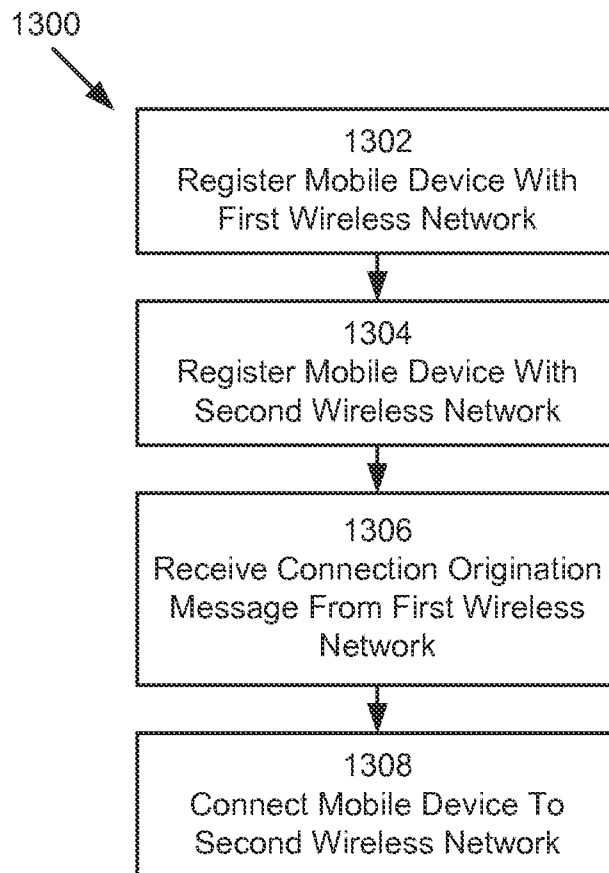 1300
1302
Register Mobile Device With
First Wireless Network
1304
Register Mobile Device With
Second Wireless Network
1306
Receive Connection Origination
Message From First Wireless
Network
1308
Connect Mobile Device To
Second Wireless Network